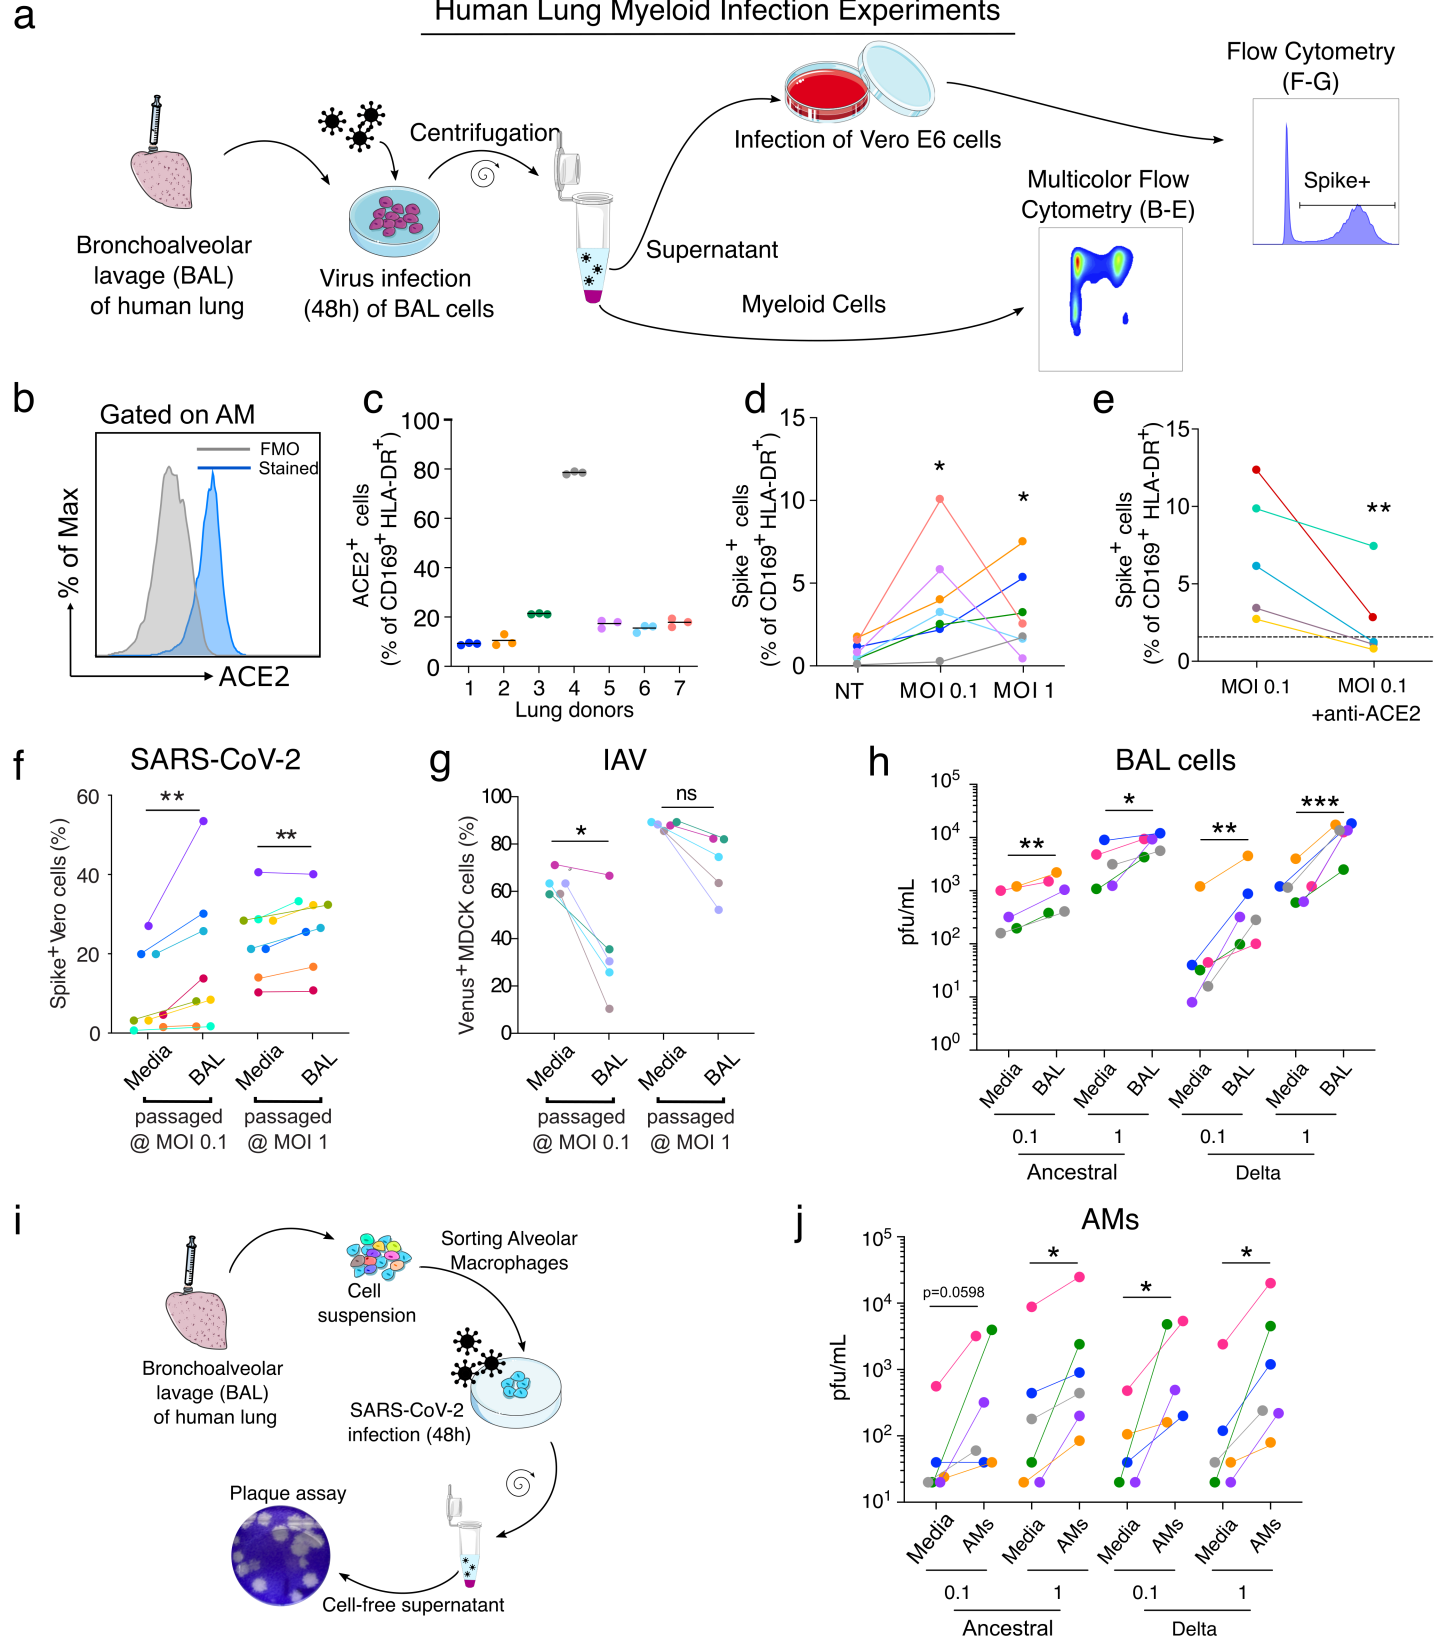 a
Human Lung Myeloid Infection Experiments
Bronchoalveolar
lavage (BAL)
of human lung
Virus infection
(48h) of BAL cells
Centrifugation
Supernatant
Myeloid Cells
Infection of Vero E6 cells
Multicolor Flow
Cytometry (B-E)
Flow Cytometry
(F-G)
Spike+
b
Gated on AM
FMO
Stained
% of Max
ACE2
c
ACE2+ cells
(% of CD169+ HLA-DR+)
100
80
60
40
20
0
1 2 3 4 5 6 7
Lung donors
d
Spike+ cells
(% of CD169+ HLA-DR+)
15
10
5
0
*
*
NT MOI 0.1 MOI 1
e
Spike+ cells
(% of CD169+ HLA-DR+)
15
10
5
0
**
MOI 0.1 MOI 0.1
+anti-ACE2
f
SARS-CoV-2
Spike+ Vero cells (%)
60
40
20
0
**
**
Media BAL Media BAL
passaged passaged
@ MOI 0.1 @ MOI 1
g
IAV
Venus+ MDCK cells (%)
100
80
60
40
20
0
*
ns
Media BAL Media BAL
passaged passaged
@ MOI 0.1 @ MOI 1
h
BAL cells
pfu/mL
10^5
10^4
10^3
10^2
10^1
10^0
**
*
**
***
Media BAL Media BAL Media BAL Media BAL
0.1 1 0.1 1
Ancestral Delta
i
Bronchoalveolar
lavage (BAL)
of human lung
Cell
suspension
Sorting Alveolar
Macrophages
SARS-CoV-2
infection (48h)
Plaque assay
Cell-free supernatant
j
AMs
pfu/mL
10^5
10^4
10^3
10^2
10^1
p=0.0598
*
*
*
Media AMs Media AMs Media AMs Media AMs
0.1 1 0.1 1
Ancestral Delta